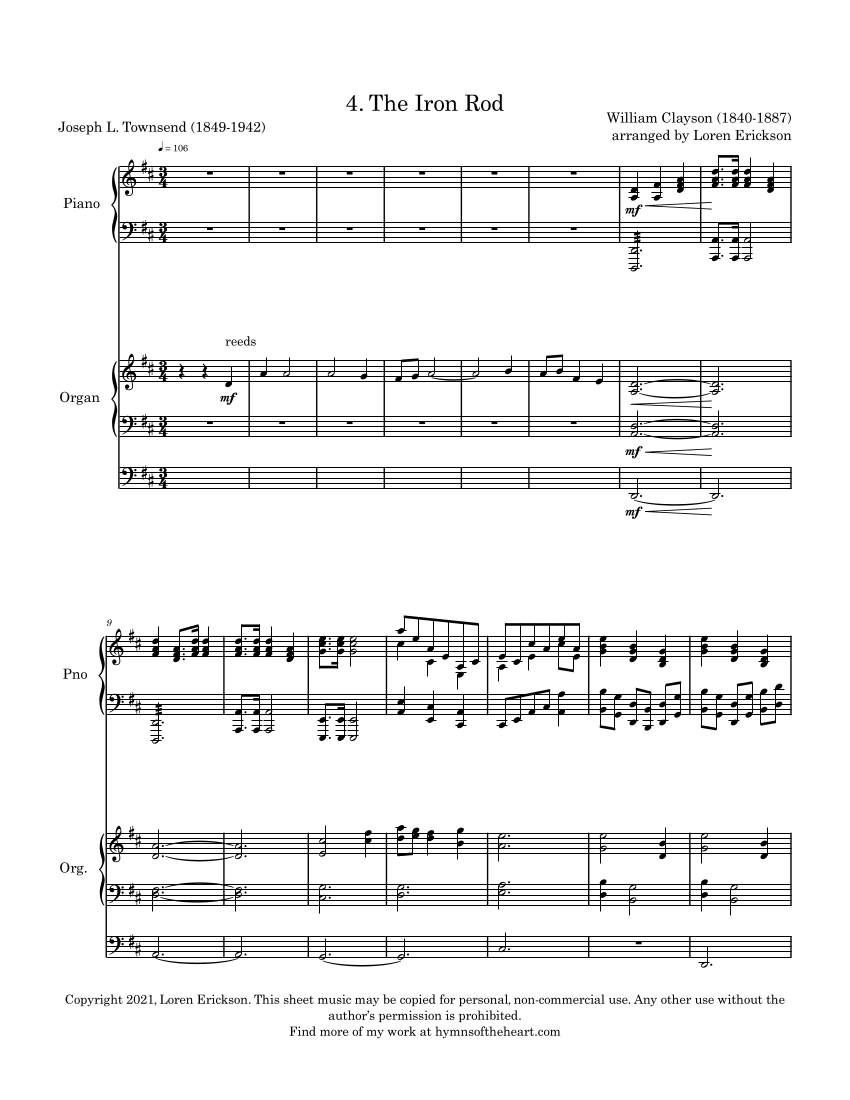 4. The Iron Rod
Joseph L. Townsend (1849-1942)
William Clayson (1840-1887)
arranged by Loren Erickson
♩ = 106
Piano
mf
reeds
Organ
mf
mf
mf
9
Pno
Org.
Copyright 2021, Loren Erickson. This sheet music may be copied for personal, non-commercial use. Any other use without the
author's permission is prohibited.
Find more of my work at hymnsoftheheart.com